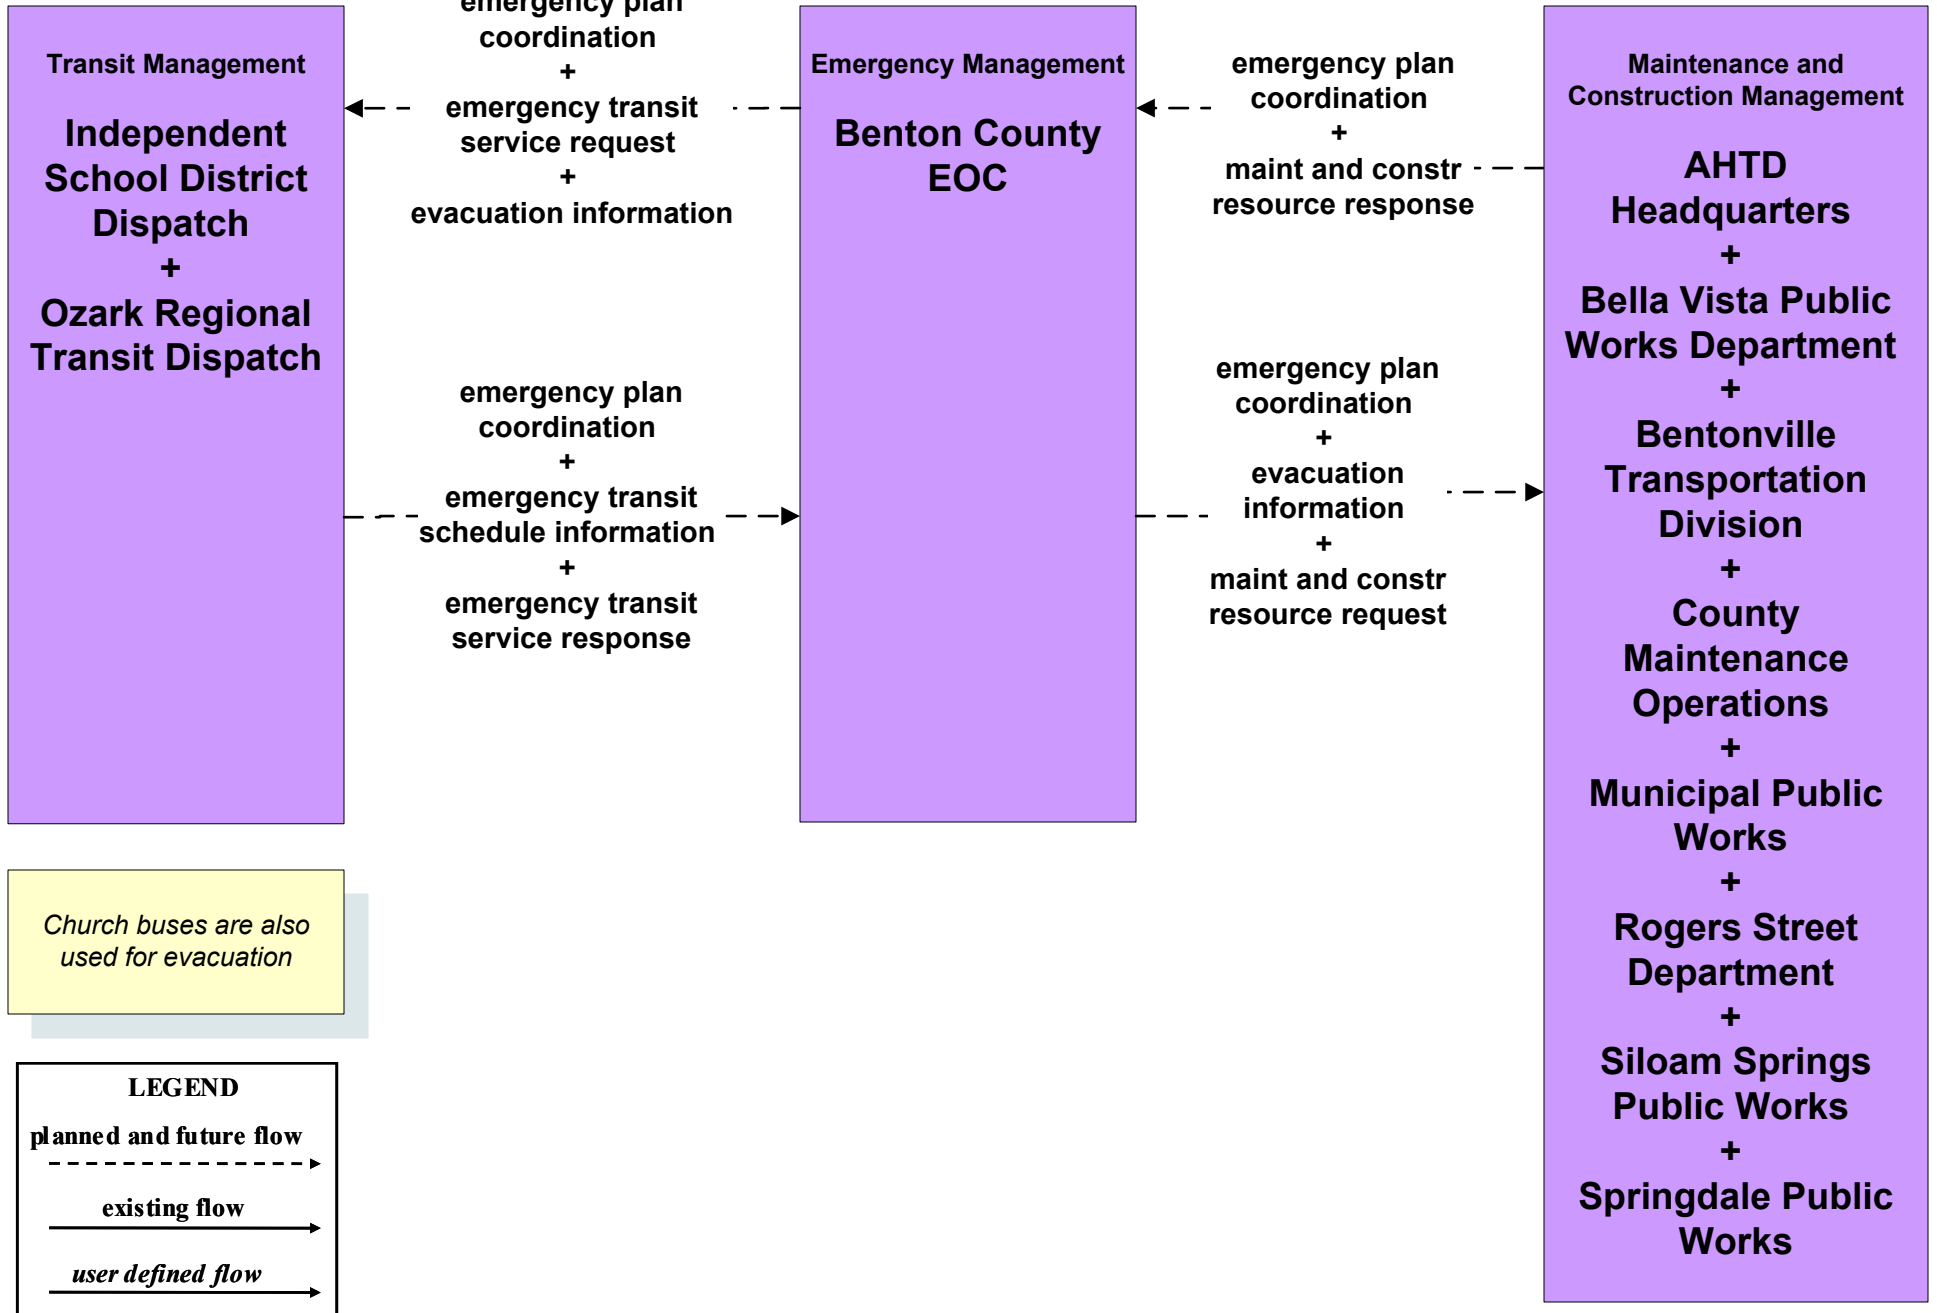 Transit Management
Independent
School District
Dispatch
+
Ozark Regional
Transit Dispatch
emergency plan
coordination
+
emergency transit
service request
+
evacuation information
emergency plan
coordination
+
emergency transit
schedule information
+
emergency transit
service response
Emergency Management
Benton County
EOC
emergency plan
coordination
+
maint and constr
resource response
emergency plan
coordination
+
evacuation
information
+
maint and constr
resource request
Maintenance and
Construction Management
AHTD
Headquarters
+
Bella Vista Public
Works Department
+
Bentonville
Transportation
Division
+
County
Maintenance
Operations
+
Municipal Public
Works
+
Rogers Street
Department
+
Siloam Springs
Public Works
+
Springdale Public
Works
Church buses are also
used for evacuation
LEGEND
planned and future flow
existing flow
user defined flow